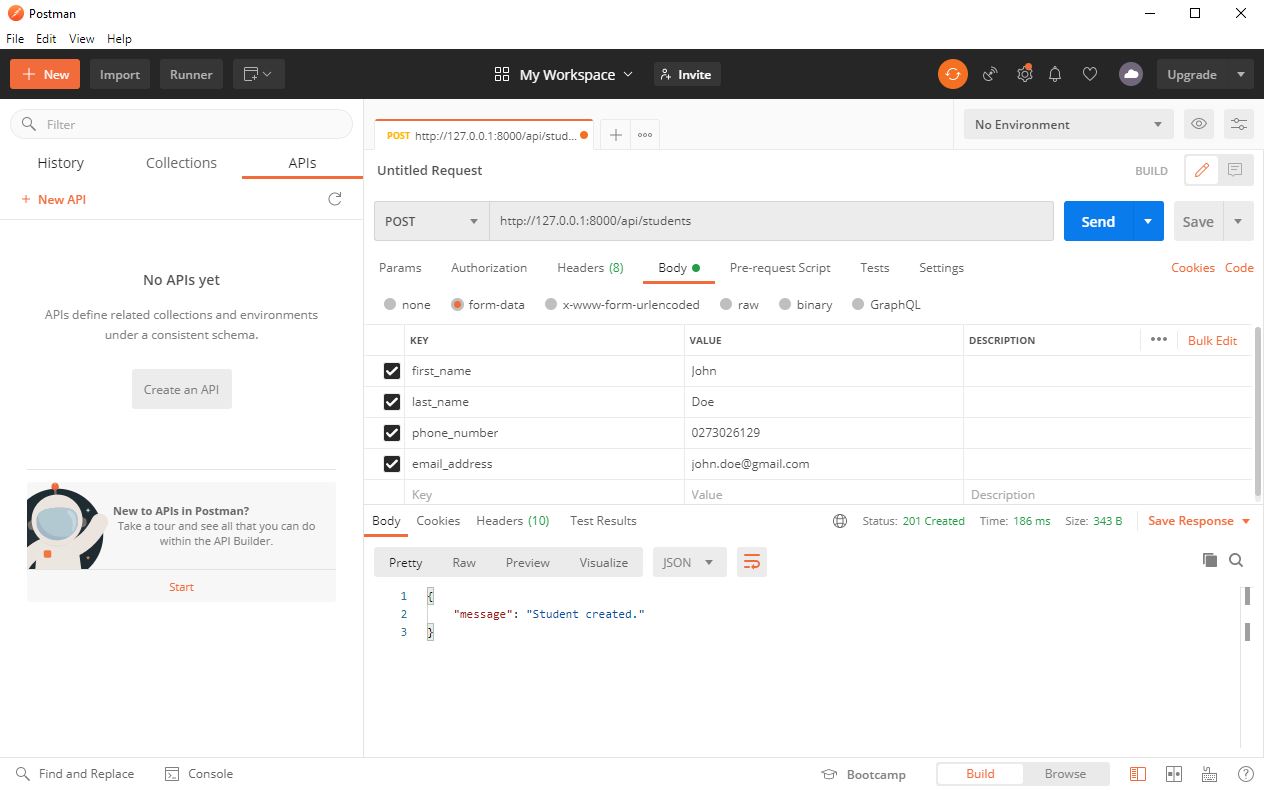 Postman
File Edit View Help
New Import Runner My Workspace Invite Upgrade
Filter
History Collections APIs
New API
No APIs yet
APIs define related collections and environments
under a consistent schema.
Create an API
New to APIs in Postman?
Take a tour and see all that you can do
within the API Builder.
Start
POST http://127.0.0.1:8000/api/stud...
No Environment
Untitled Request BUILD
POST http://127.0.0.1:8000/api/students Send Save
Params Authorization Headers (8) Body Pre-request Script Tests Settings Cookies Code
none form-data x-www-form-urlencoded raw binary GraphQL
KEY VALUE DESCRIPTION ••• Bulk Edit
first_name John
last_name Doe
phone_number 0273026129
email_address john.doe@gmail.com
Key Value Description
Body Cookies Headers (10) Test Results Status: 201 Created Time: 186 ms Size: 343 B Save Response
Pretty Raw Preview Visualize JSON
1 {
2 "message": "Student created."
3 }
Find and Replace Console Bootcamp Build Browse